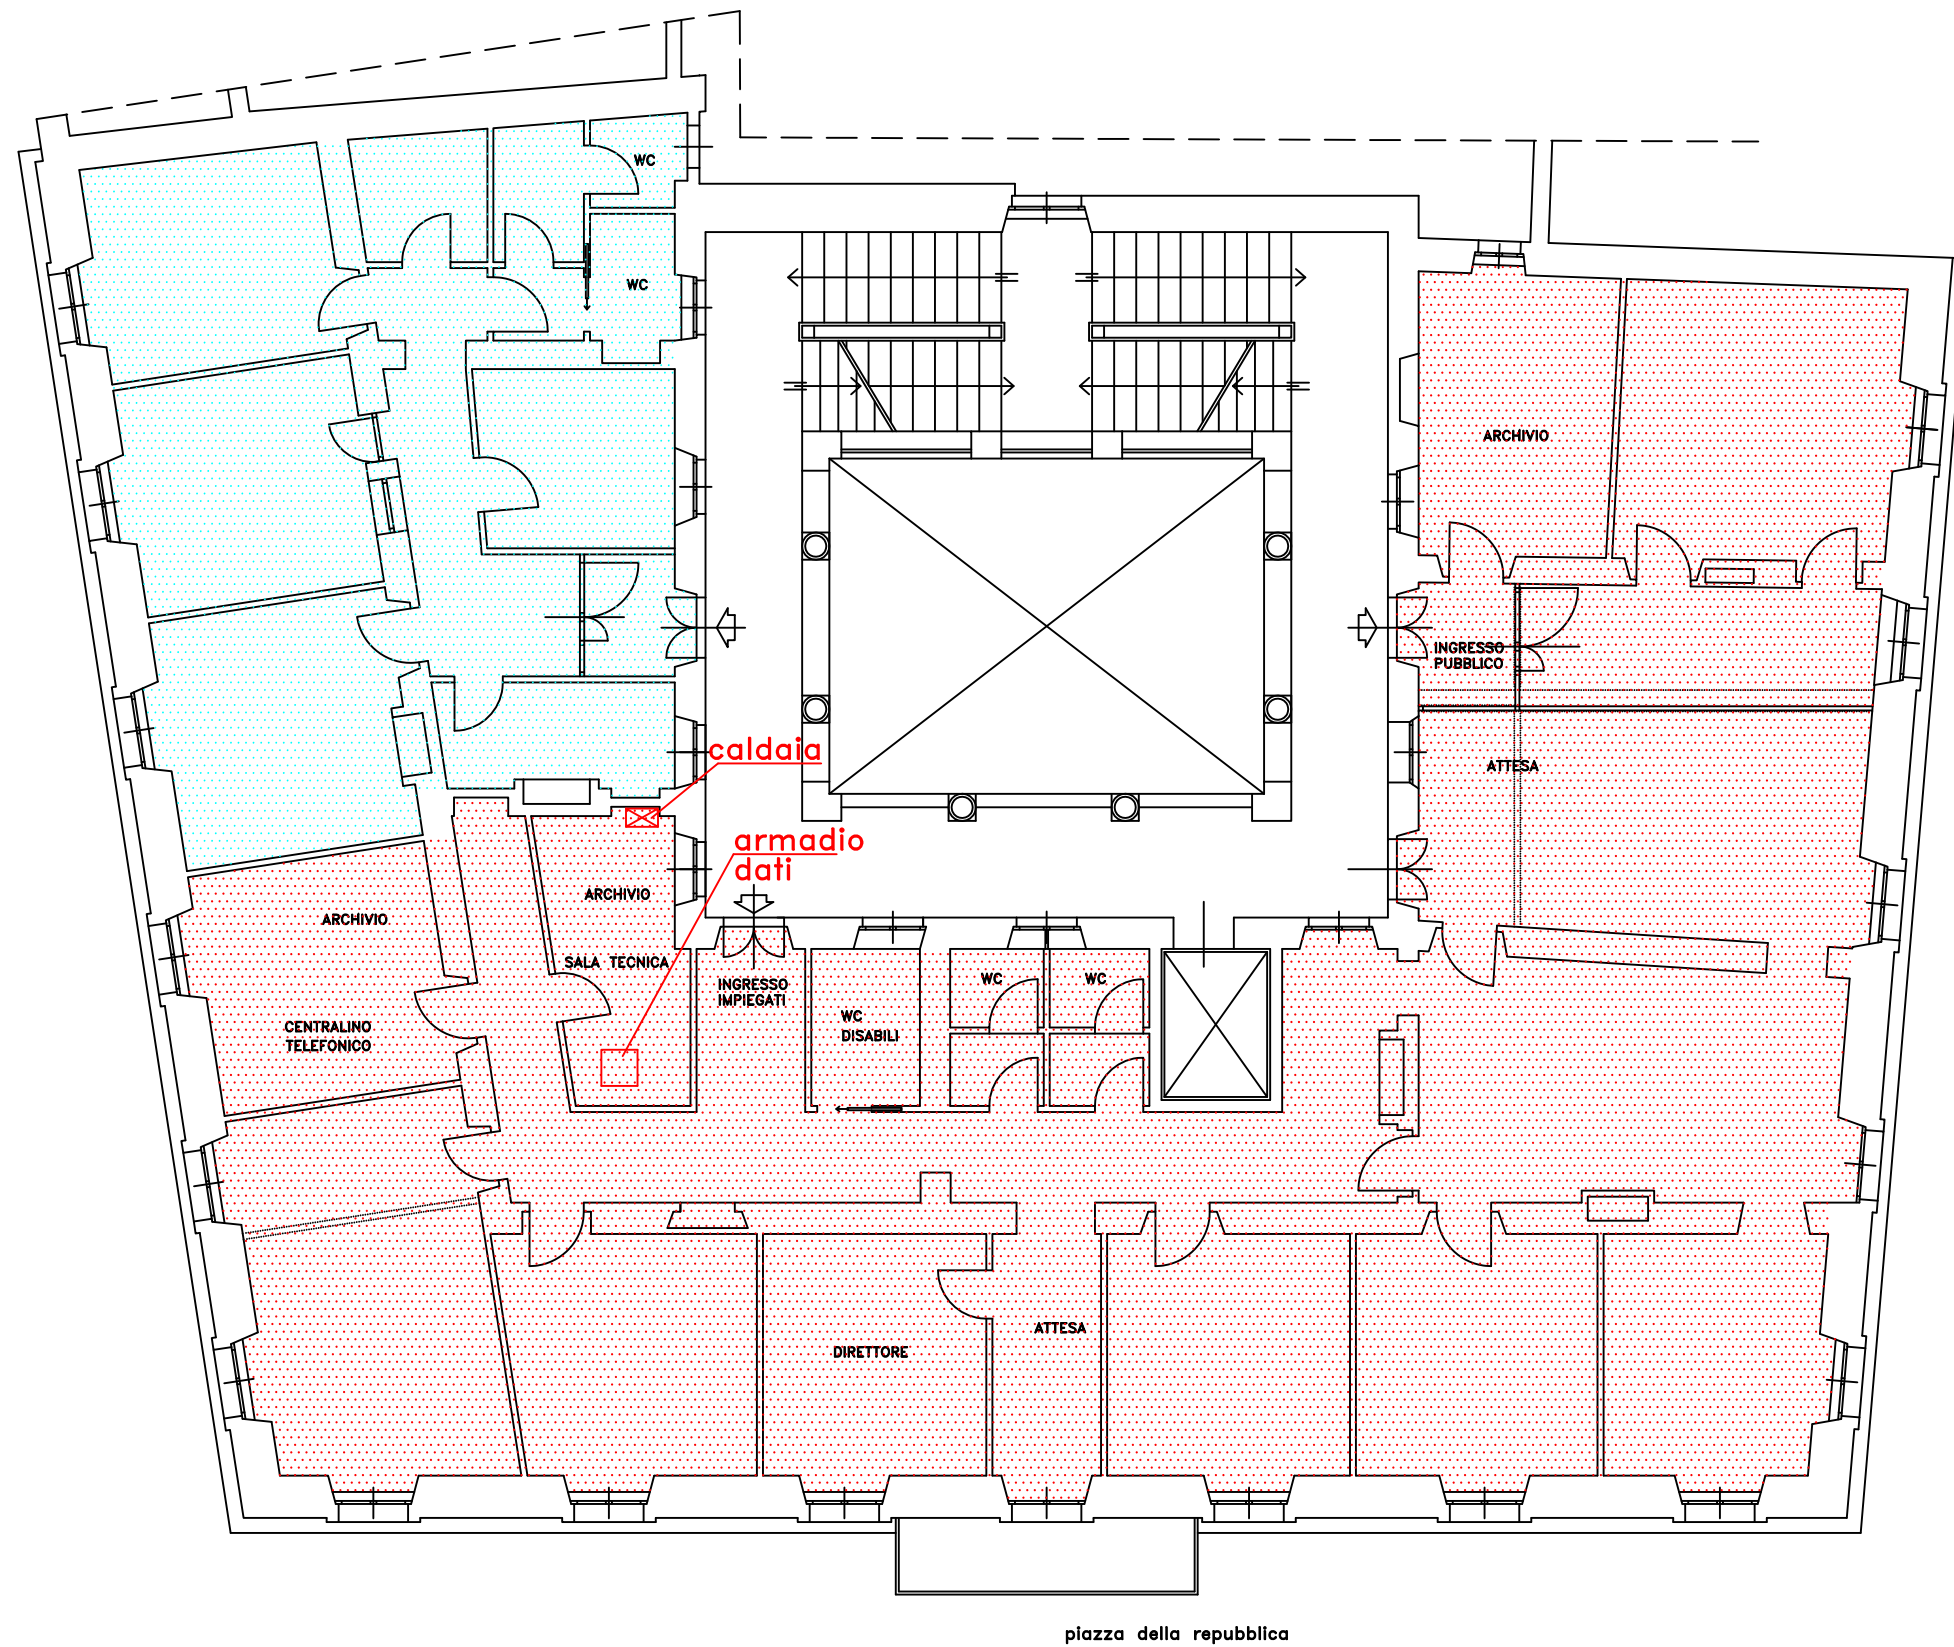 WC
WC
ARCHIVIO
INGRESSO
PUBBLICO
caldaia
ATTESA
armadio
dati
ARCHIVIO
ARCHIVIO
SALA TECNICA
INGRESSO
IMPIEGATI
WC
WC
WC
DISABILI
CENTRALINO
TELEFONICO
ATTESA
DIRETTORE
piazza della repubblica